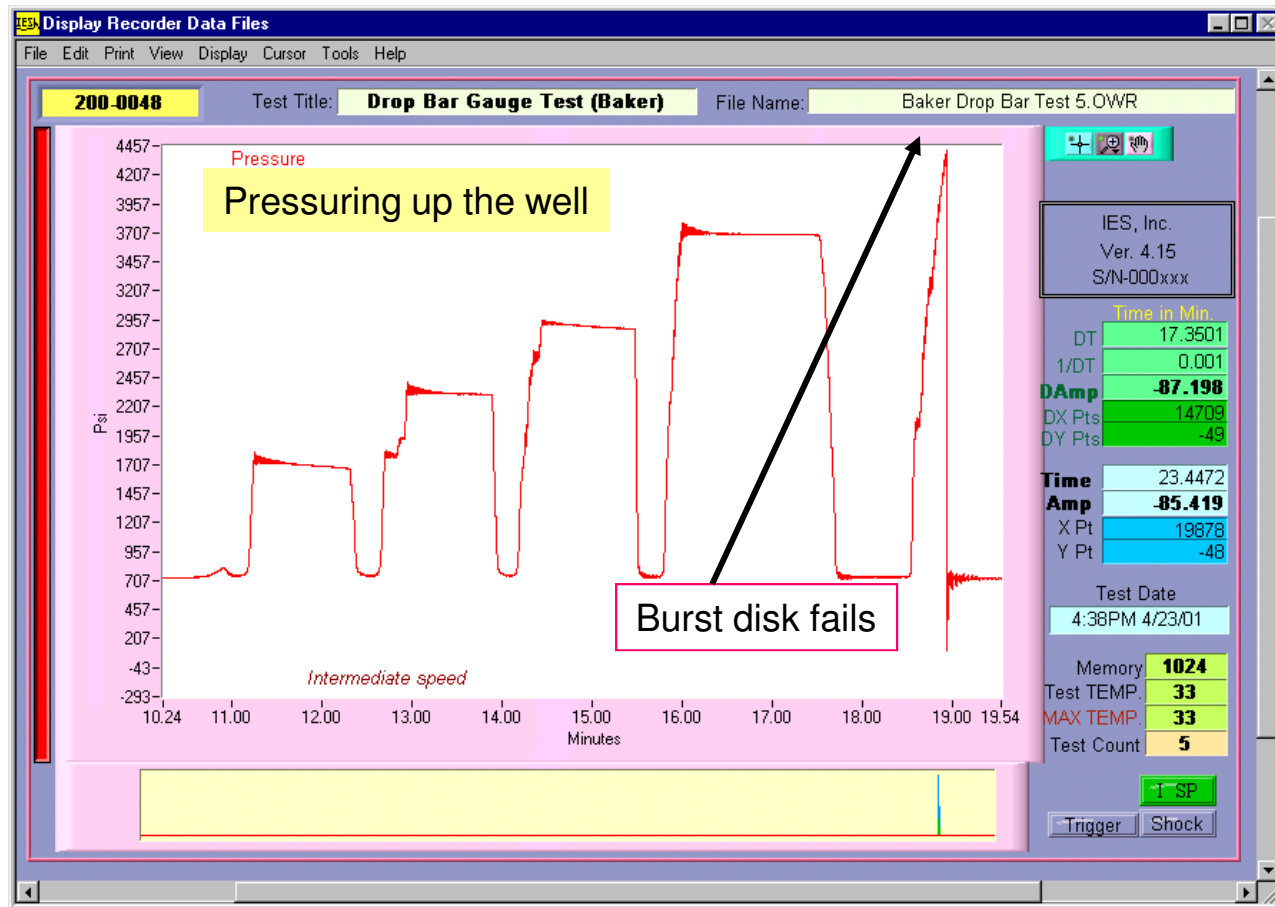 IES Display Recorder Data Files
File Edit Print View Display Cursor Tools Help
200-0048 Test Title: Drop Bar Gauge Test (Baker) File Name: Baker Drop Bar Test 5.OWR
Pressure
Pressuring up the well
Psi
4457
4207
3957
3707
3457
3207
2957
2707
2457
2207
1957
1707
1457
1207
957
707
457
207
-43
-293
Burst disk fails
Intermediate speed
10.24 11.00 12.00 13.00 14.00 15.00 16.00 17.00 18.00 19.00 19.54
Minutes
IES, Inc.
Ver. 4.15
S/N-000xxx
Time in Min.
DT 17.3501
1/DT 0.001
DAmp -87.198
DX Pts 14709
DY Pts -49
Time 23.4472
Amp -85.419
X Pt 19878
Y Pt -48
Test Date
4:38PM 4/23/01
Memory 1024
Test TEMP. 33
MAX TEMP. 33
Test Count 5
I SP
Trigger Shock